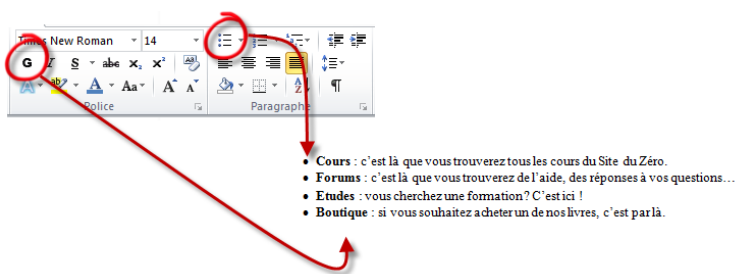 Times New Roman 14
G I S abe x₂ x²
A ab A Aa A A A Z ¶
Police Paragraphe
• Cours : c'est là que vous trouverez tous les cours du Site du Zéro.
• Forums : c'est là que vous trouverez de l'aide, des réponses à vos questions…
• Etudes : vous cherchez une formation? C'est ici !
• Boutique : si vous souhaitez acheter un de nos livres, c'est par là.